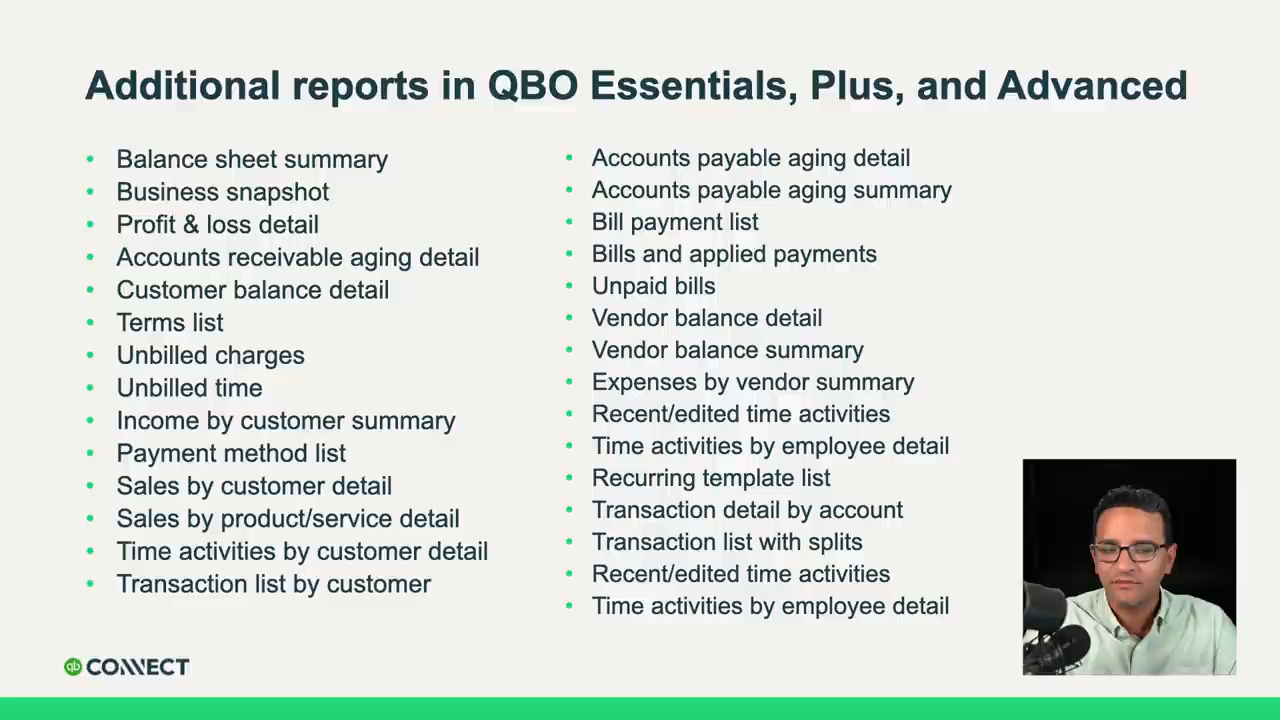 Additional reports in QBO Essentials, Plus, and Advanced
• Balance sheet summary
• Business snapshot
• Profit & loss detail
• Accounts receivable aging detail
• Customer balance detail
• Terms list
• Unbilled charges
• Unbilled time
• Income by customer summary
• Payment method list
• Sales by customer detail
• Sales by product/service detail
• Time activities by customer detail
• Transaction list by customer
• Accounts payable aging detail
• Accounts payable aging summary
• Bill payment list
• Bills and applied payments
• Unpaid bills
• Vendor balance detail
• Vendor balance summary
• Expenses by vendor summary
• Recent/edited time activities
• Time activities by employee detail
• Recurring template list
• Transaction detail by account
• Transaction list with splits
• Recent/edited time activities
• Time activities by employee detail
qb CONNECT